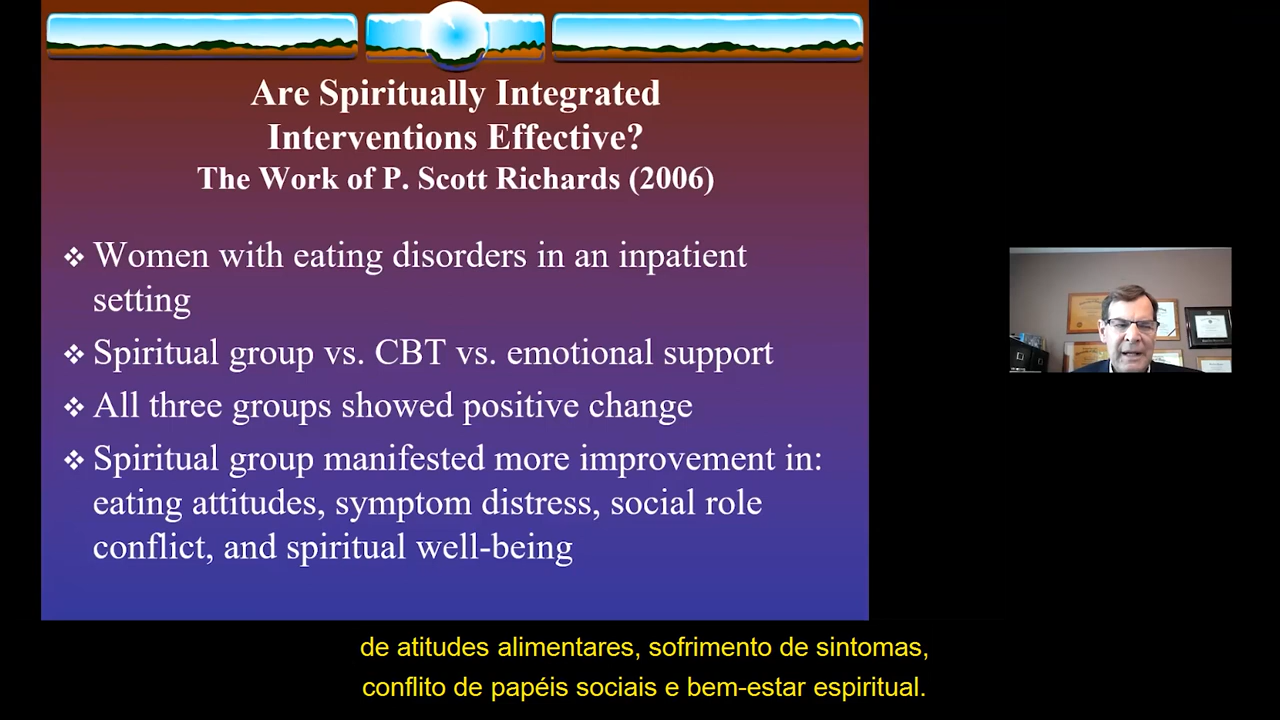 Are Spiritually Integrated
Interventions Effective?
The Work of P. Scott Richards (2006)
❖ Women with eating disorders in an inpatient
setting
❖ Spiritual group vs. CBT vs. emotional support
❖ All three groups showed positive change
❖ Spiritual group manifested more improvement in:
eating attitudes, symptom distress, social role
conflict, and spiritual well-being
de atitudes alimentares, sofrimento de sintomas,
conflito de papéis sociais e bem-estar espiritual.